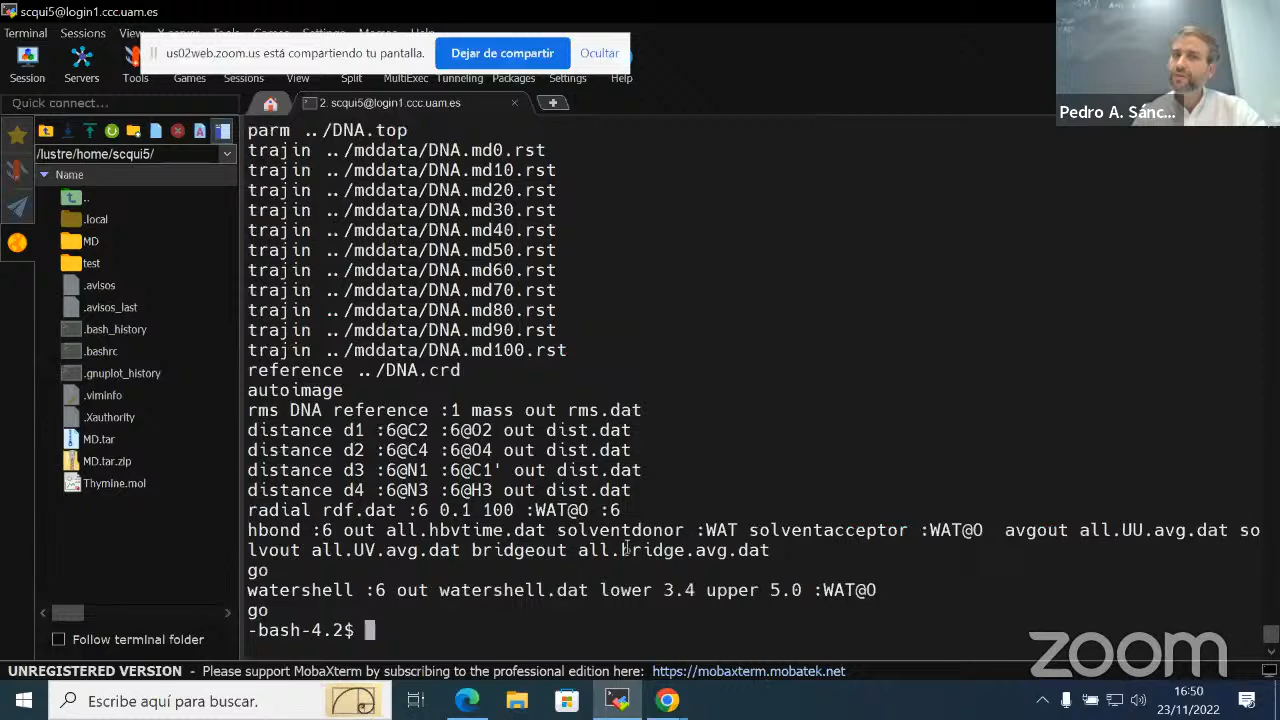 scqui5@login1.ccc.uam.es
Terminal Sessions
us02web.zoom.us está compartiendo tu pantalla. Dejar de compartir Ocultar
Session Servers Tools Games Sessions View Split MultiExec Tunneling Packages Settings Help
Quick connect...
2. scqui5@login1.ccc.uam.es
Pedro A. Sánc...
/lustre/home/scqui5/
Name
..
.local
MD
test
.avisos
.avisos_last
.bash_history
.bashrc
.gnuplot_history
.viminfo
.Xauthority
MD.tar
MD.tar.zip
Thymine.mol
Follow terminal folder
parm ../DNA.top
trajin ../mddata/DNA.md0.rst
trajin ../mddata/DNA.md10.rst
trajin ../mddata/DNA.md20.rst
trajin ../mddata/DNA.md30.rst
trajin ../mddata/DNA.md40.rst
trajin ../mddata/DNA.md50.rst
trajin ../mddata/DNA.md60.rst
trajin ../mddata/DNA.md70.rst
trajin ../mddata/DNA.md80.rst
trajin ../mddata/DNA.md90.rst
trajin ../mddata/DNA.md100.rst
reference ../DNA.crd
autoimage
rms DNA reference :1 mass out rms.dat
distance d1 :6@C2 :6@O2 out dist.dat
distance d2 :6@C4 :6@O4 out dist.dat
distance d3 :6@N1 :6@C1' out dist.dat
distance d4 :6@N3 :6@H3 out dist.dat
radial rdf.dat :6 0.1 100 :WAT@O :6
hbond :6 out all.hbvtime.dat solventdonor :WAT solventacceptor :WAT@O  avgout all.UU.avg.dat so
lvout all.UV.avg.dat bridgeout all.bridge.avg.dat
go
watershell :6 out watershell.dat lower 3.4 upper 5.0 :WAT@O
go
-bash-4.2$
zoom
UNREGISTERED VERSION - Please support MobaXterm by subscribing to the professional edition here: https://mobaxterm.mobatek.net
Escribe aquí para buscar.
16:50
23/11/2022